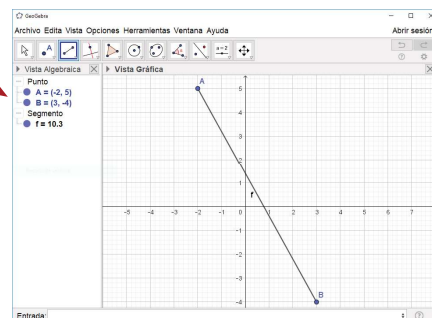 GeoGebra
Archivo Edita Vista Opciones Herramientas Ventana Ayuda
Abrir sesión
A
a=2
Vista Algebraica
Vista Gráfica
Punto
A = (-2, 5)
B = (3, -4)
Segmento
f = 10.3
A
5
4
3
2
1
f
-5 -4 -3 -2 -1 0 1 2 3 4 5 6 7
-1
-2
-3
-4
B
Entrada: